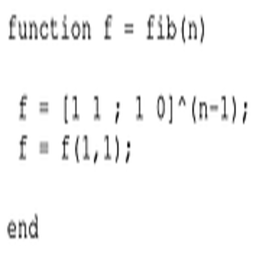 function f = fib(n)
f = [1 1 ; 1 0]^(n-1);
f = f(1,1);
end